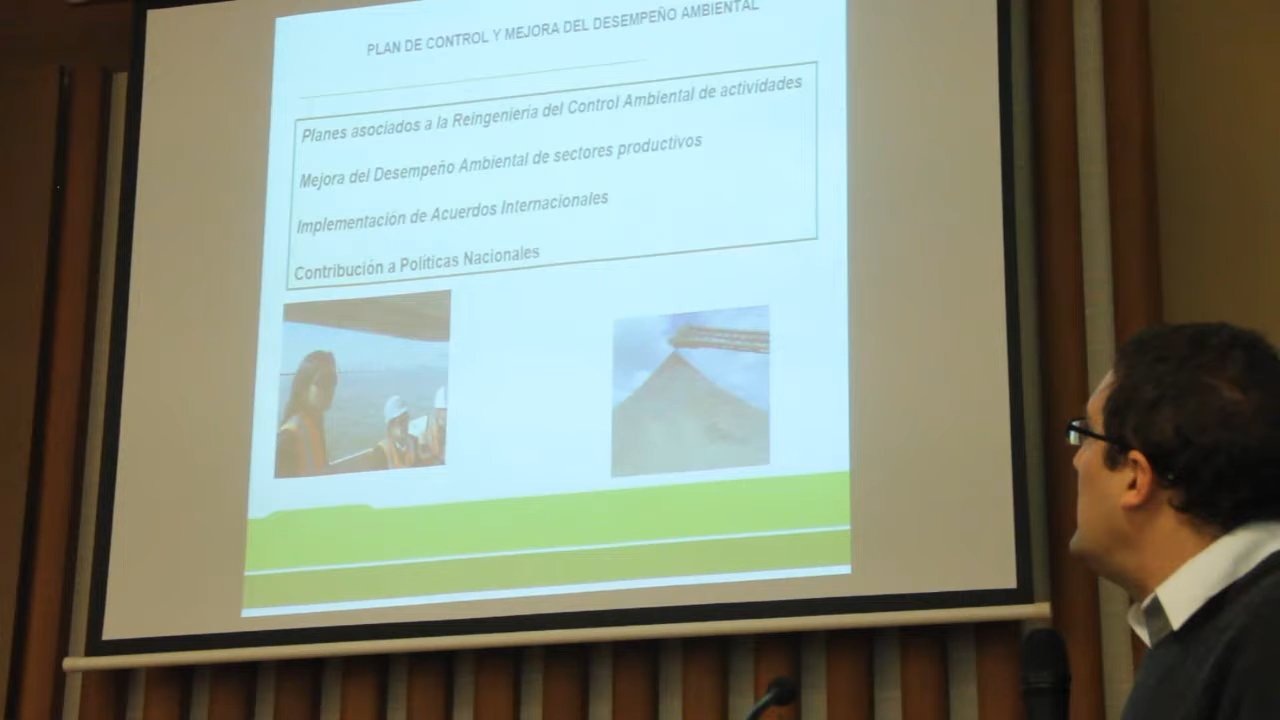 PLAN DE CONTROL Y MEJORA DEL DESEMPEÑO AMBIENTAL
Planes asociados a la Reingenieria del Control Ambiental de actividades
Mejora del Desempeño Ambiental de sectores productivos
Implementación de Acuerdos Internacionales
Contribución a Políticas Nacionales